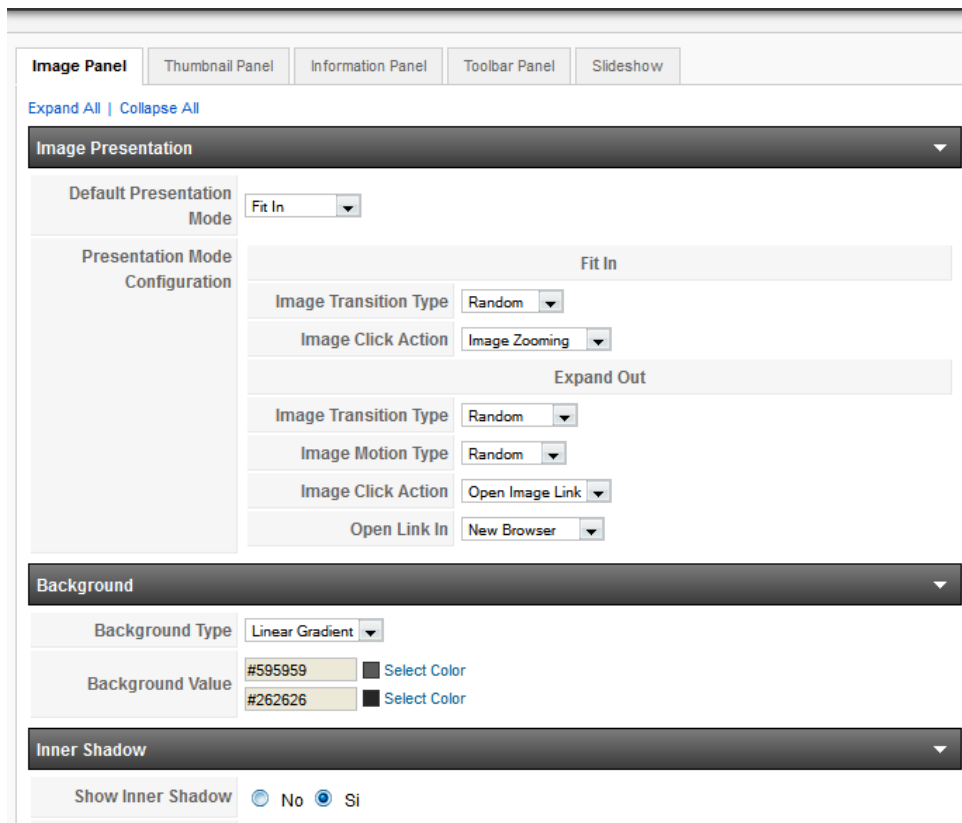 Image Panel Thumbnail Panel Information Panel Toolbar Panel Slideshow
Expand All | Collapse All
Image Presentation
Default Presentation
Mode
Fit In
Presentation Mode
Configuration
Fit In
Image Transition Type Random
Image Click Action Image Zooming
Expand Out
Image Transition Type Random
Image Motion Type Random
Image Click Action Open Image Link
Open Link In New Browser
Background
Background Type Linear Gradient
Background Value
#595959 Select Color
#262626 Select Color
Inner Shadow
Show Inner Shadow No Si